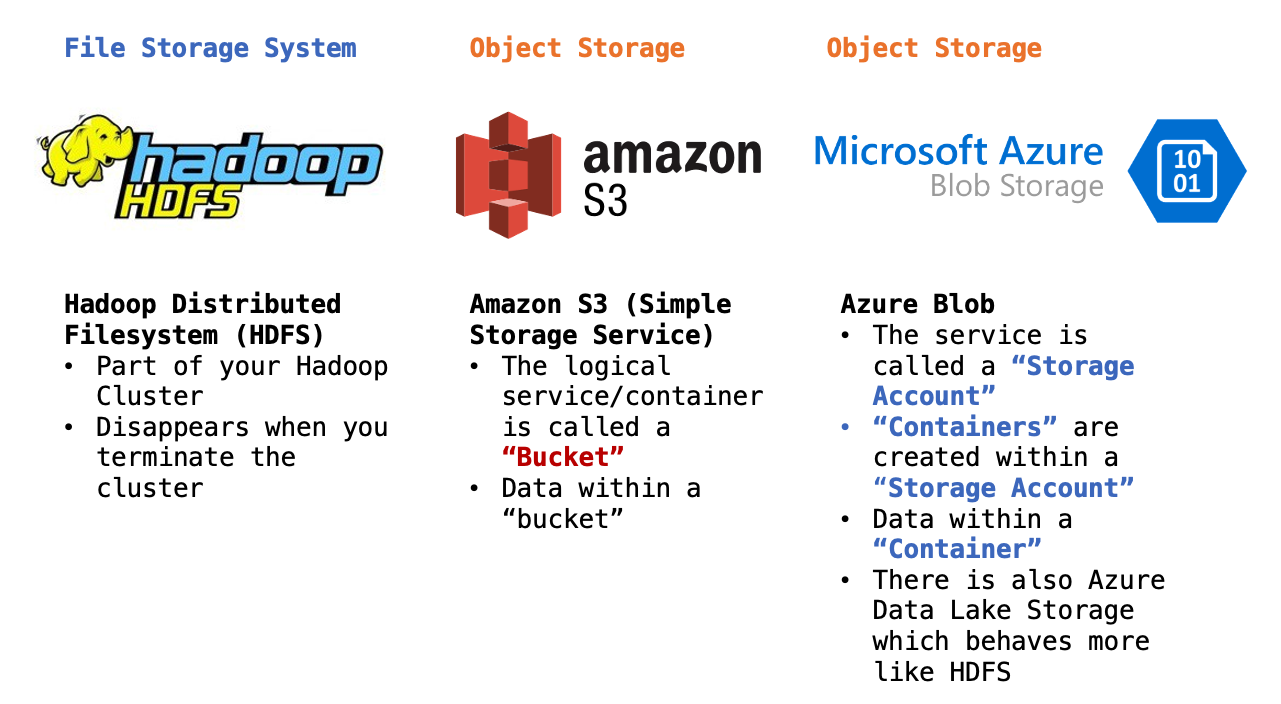 File Storage System
Object Storage
Object Storage
hadoop
HDFS
amazon
S3
Microsoft Azure
Blob Storage
10
01
Hadoop Distributed
Filesystem (HDFS)
• Part of your Hadoop
Cluster
• Disappears when you
terminate the
cluster
Amazon S3 (Simple
Storage Service)
• The logical
service/container
is called a
“Bucket”
• Data within a
“bucket”
Azure Blob
• The service is
called a “Storage
Account”
• “Containers” are
created within a
“Storage Account”
• Data within a
“Container”
• There is also Azure
Data Lake Storage
which behaves more
like HDFS